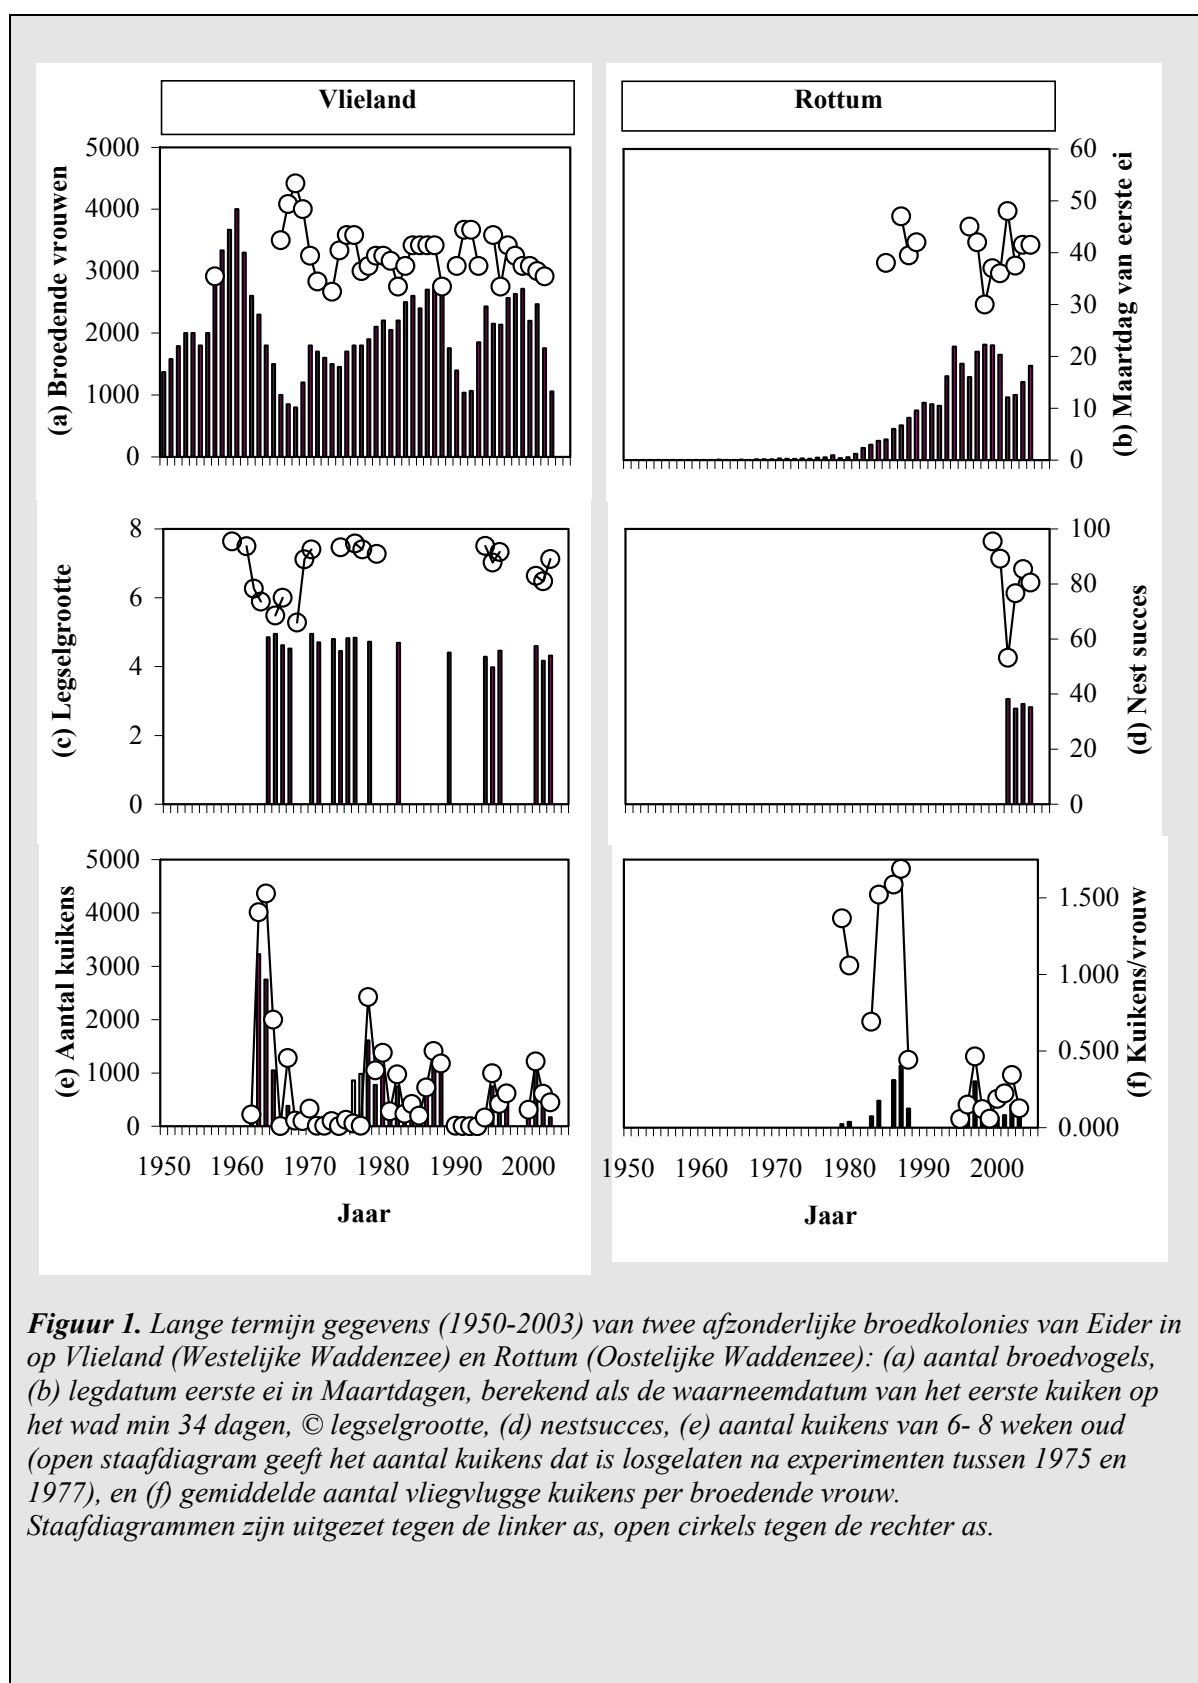 Vlieland
Rottum
(a) Broedende vrouwen
5000
4000
3000
2000
1000
0
60
50
40
30
20
10
0
(b) Maartdag van eerste ei
(c) Legselgrootte
8
6
4
2
0
100
80
60
40
20
0
(d) Nest succes
(e) Aantal kuikens
5000
4000
3000
2000
1000
0
1950 1960 1970 1980 1990 2000
Jaar
1.500
1.000
0.500
0.000
(f) Kuikens/vrouw
1950 1960 1970 1980 1990 2000
Jaar
Figuur 1. Lange termijn gegevens (1950-2003) van twee afzonderlijke broedkolonies van Eider in
op Vlieland (Westelijke Waddenzee) en Rottum (Oostelijke Waddenzee): (a) aantal broedvogels,
(b) legdatum eerste ei in Maartdagen, berekend als de waarneemdatum van het eerste kuiken op
het wad min 34 dagen, © legselgrootte, (d) nestsucces, (e) aantal kuikens van 6- 8 weken oud
(open staafdiagram geeft het aantal kuikens dat is losgelaten na experimenten tussen 1975 en
1977), en (f) gemiddelde aantal vliegvlugge kuikens per broedende vrouw.
Staafdiagrammen zijn uitgezet tegen de linker as, open cirkels tegen de rechter as.